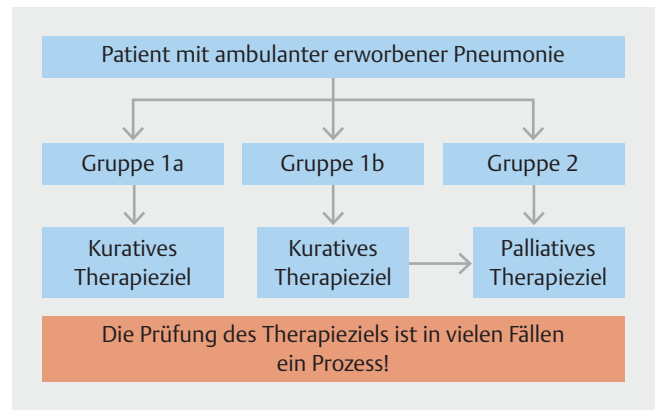 Patient mit ambulanter erworbener Pneumonie
Gruppe 1a
Gruppe 1b
Gruppe 2
Kuratives
Therapieziel
Kuratives
Therapieziel
Palliatives
Therapieziel
Die Prüfung des Therapieziels ist in vielen Fällen
ein Prozess!